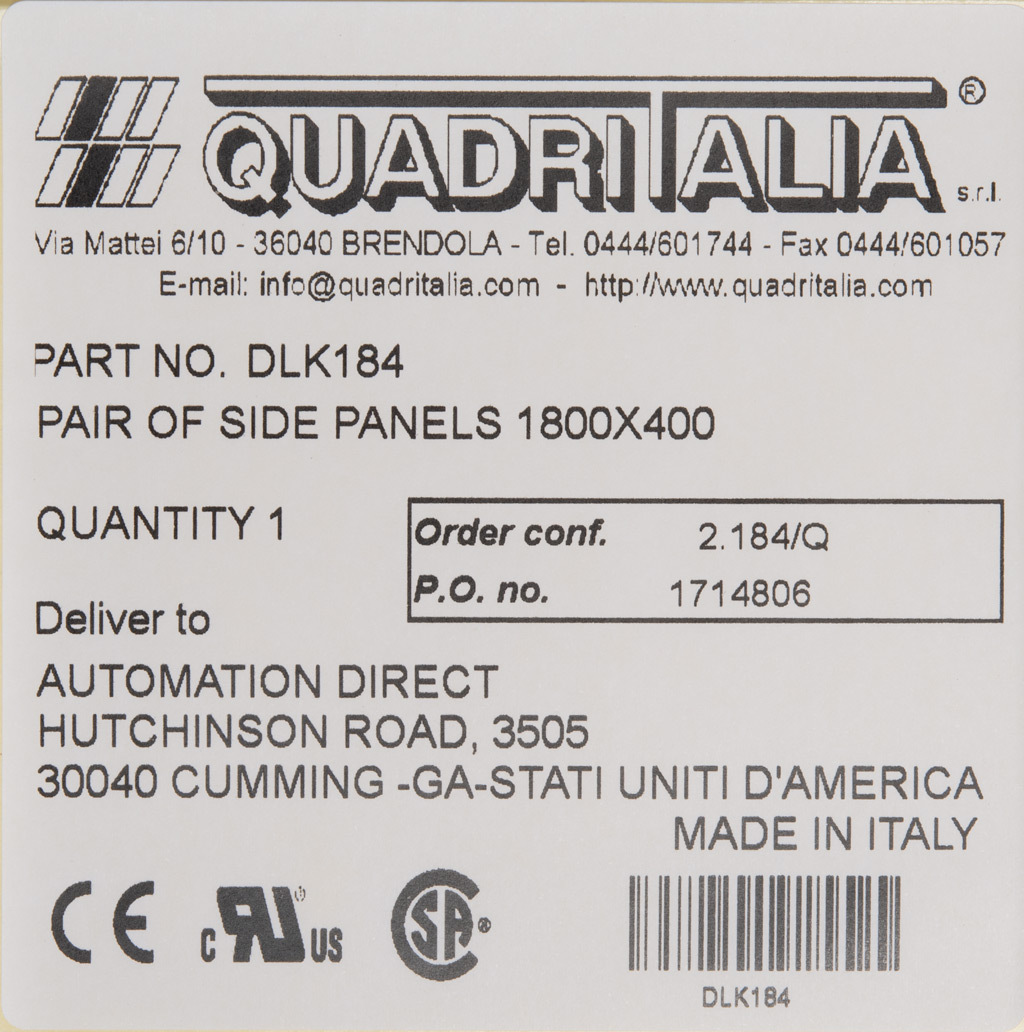 QUADRITALIA® s.r.l.
Via Mattei 6/10 - 36040 BRENDOLA - Tel. 0444/601744 - Fax 0444/601057
E-mail: info@quadritalia.com - http://www.quadritalia.com
PART NO. DLK184
PAIR OF SIDE PANELS 1800X400
QUANTITY 1
Order conf. 2.184/Q
P.O. no. 1714806
Deliver to
AUTOMATION DIRECT
HUTCHINSON ROAD, 3505
30040 CUMMING -GA-STATI UNITI D'AMERICA
MADE IN ITALY
CE c RU US SA®
DLK184